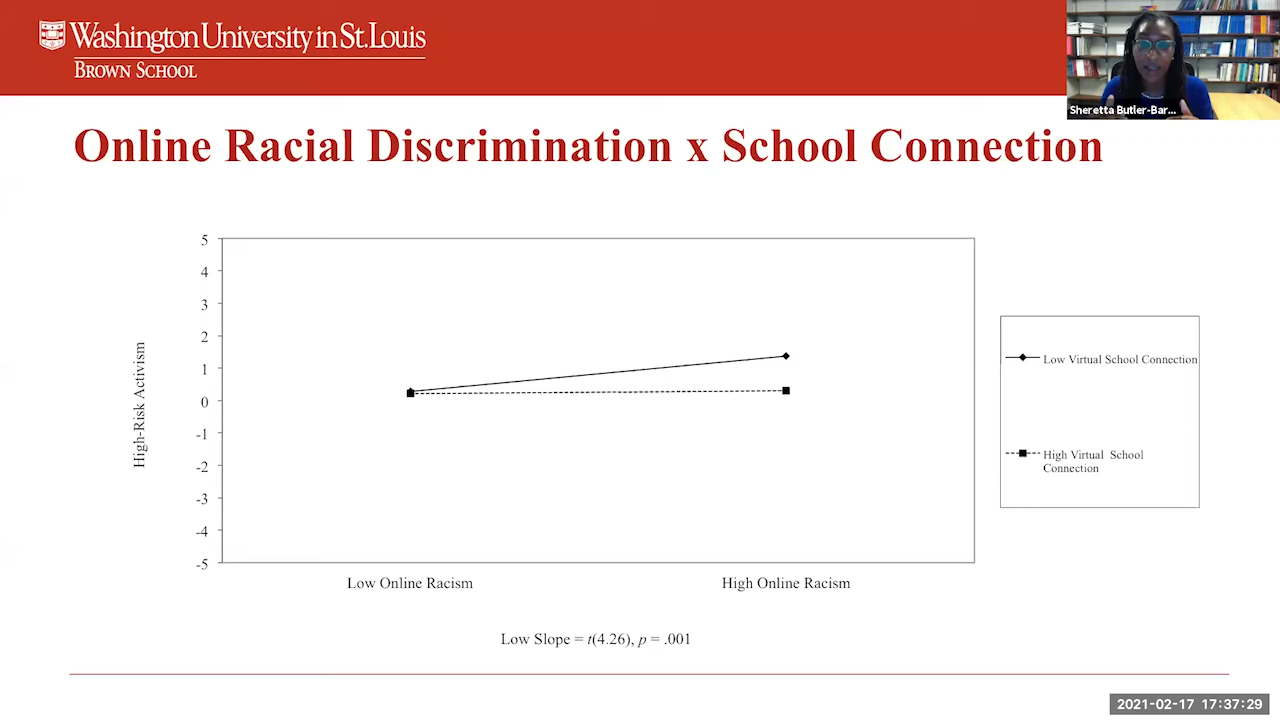 Washington University in St. Louis
BROWN SCHOOL
Sheretta Butler-Bar...
Online Racial Discrimination x School Connection
5
4
3
2
1
0
-1
-2
-3
-4
-5
High-Risk Activism
Low Online Racism
High Online Racism
Low Virtual School Connection
High Virtual School
Connection
Low Slope = t(4.26), p = .001
2021-02-17 17:37:29